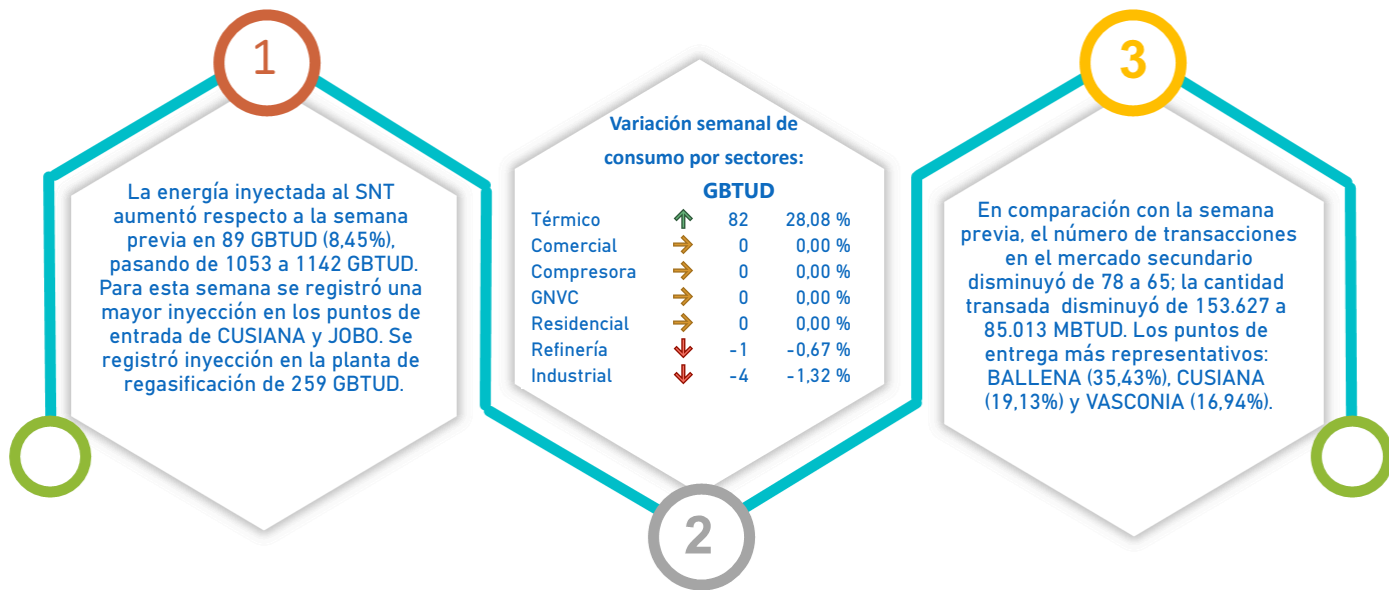 1
La energía inyectada al SNT
aumentó respecto a la semana
previa en 89 GBTUD (8,45%),
pasando de 1053 a 1142 GBTUD.
Para esta semana se registró una
mayor inyección en los puntos de
entrada de CUSIANA y JOBO. Se
registró inyección en la planta de
regasificación de 259 GBTUD.
Variación semanal de
consumo por sectores:
GBTUD
Térmico 82 28,08 %
Comercial 0 0,00 %
Compresora 0 0,00 %
GNVC 0 0,00 %
Residencial 0 0,00 %
Refinería -1 -0,67 %
Industrial -4 -1,32 %
2
3
En comparación con la semana
previa, el número de transacciones
en el mercado secundario
disminuyó de 78 a 65; la cantidad
transada disminuyó de 153.627 a
85.013 MBTUD. Los puntos de
entrega más representativos:
BALLENA (35,43%), CUSIANA
(19,13%) y VASCONIA (16,94%).